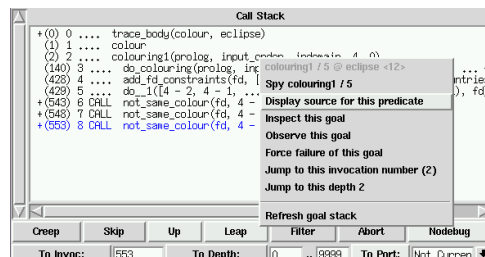 Call Stack
+(0) 0 .... trace_body(colour, eclipse)
(1) 1 .... colour
(2) 2 .... colouring1(prolog, input_order, indomain, 4, 0)
(140) 3 .... do_colouring(prolog, inp
(428) 4 .... add_fd_constraints(fd, [ ntrie
(429) 5 .... do__1([4 - 2, 4 - 1, ... ), fd
+(543) 6 CALL not_same_colour(fd, 4 -
+(548) 7 CALL not_same_colour(fd, 4 -
+(553) 8 CALL not_same_colour(fd, 4 -
colouring1 / 5 @ eclipse <12>
Spy colouring1 / 5
Display source for this predicate
Inspect this goal
Observe this goal
Force failure of this goal
Jump to this invocation number (2)
Jump to this depth 2
Refresh goal stack
Creep Skip Up Leap Filter Abort Nodebug
To Invoc: 553 To Depth: 0 .. 9999 To Port: Not Curren